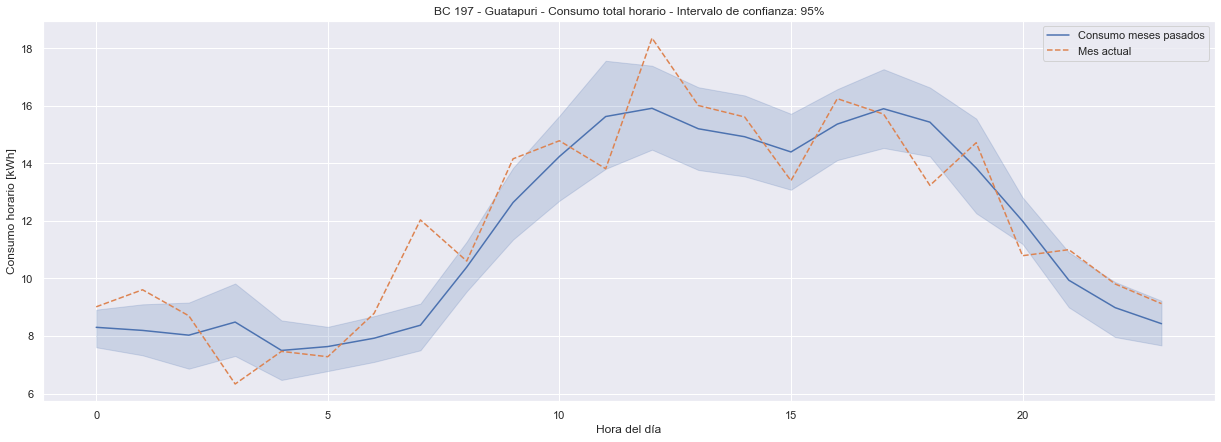 BC 197 - Guatapuri - Consumo total horario - Intervalo de confianza: 95%
Consumo meses pasados
Mes actual
Consumo horario [kWh]
18
16
14
12
10
8
6
0 5 10 15 20
Hora del día